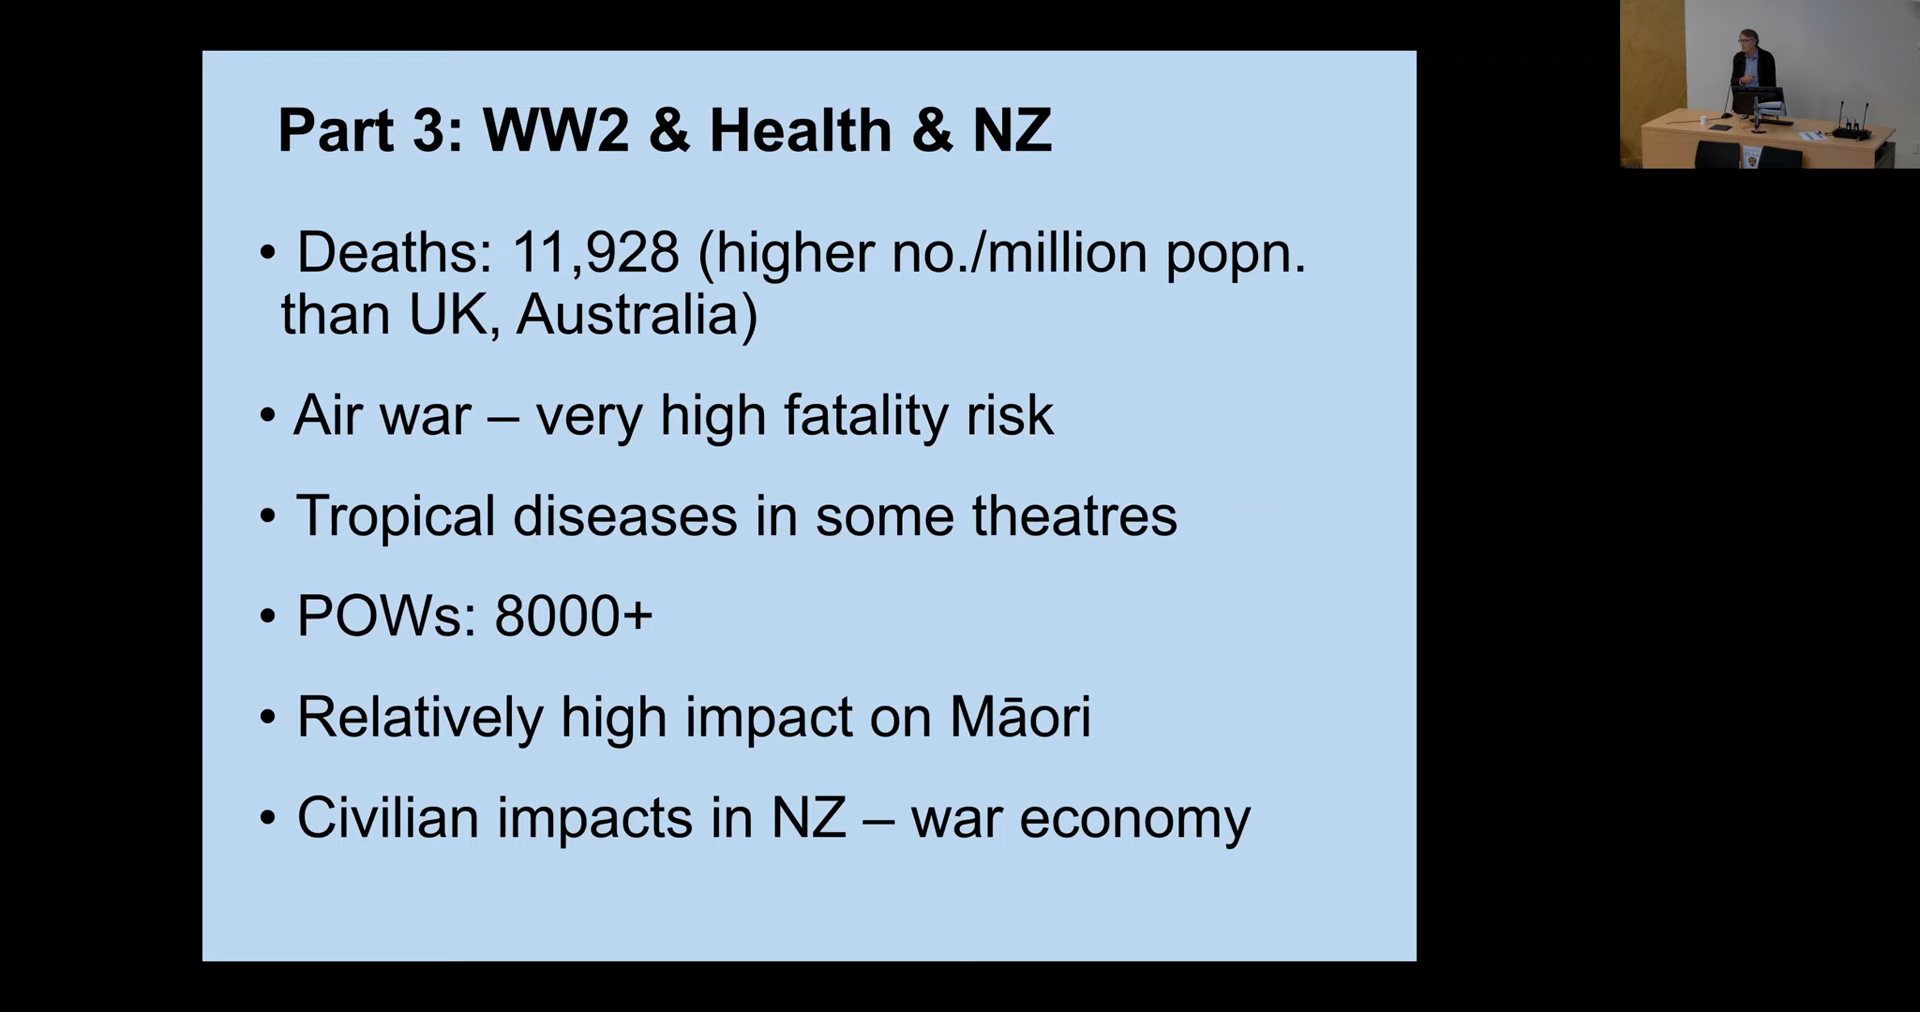 Part 3: WW2 & Health & NZ
• Deaths: 11,928 (higher no./million popn.
than UK, Australia)
• Air war – very high fatality risk
• Tropical diseases in some theatres
• POWs: 8000+
• Relatively high impact on Māori
• Civilian impacts in NZ – war economy